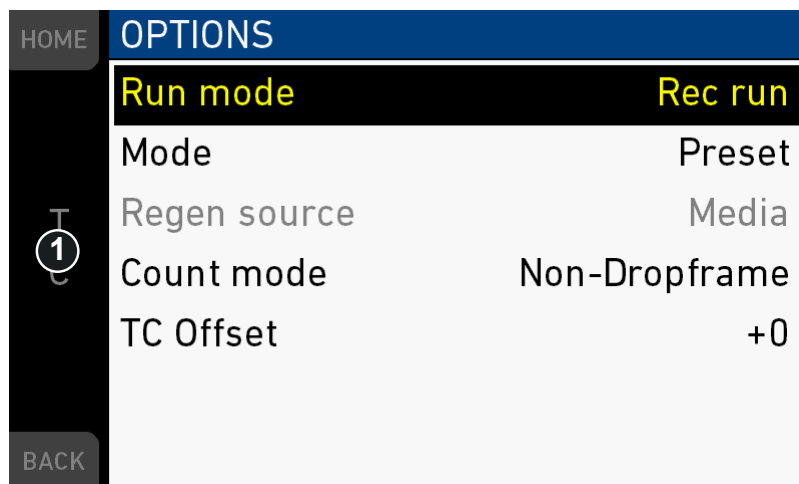 HOME
OPTIONS
Run mode Rec run
Mode Preset
Regen source Media
T
1
C
Count mode Non-Dropframe
TC Offset +0
BACK